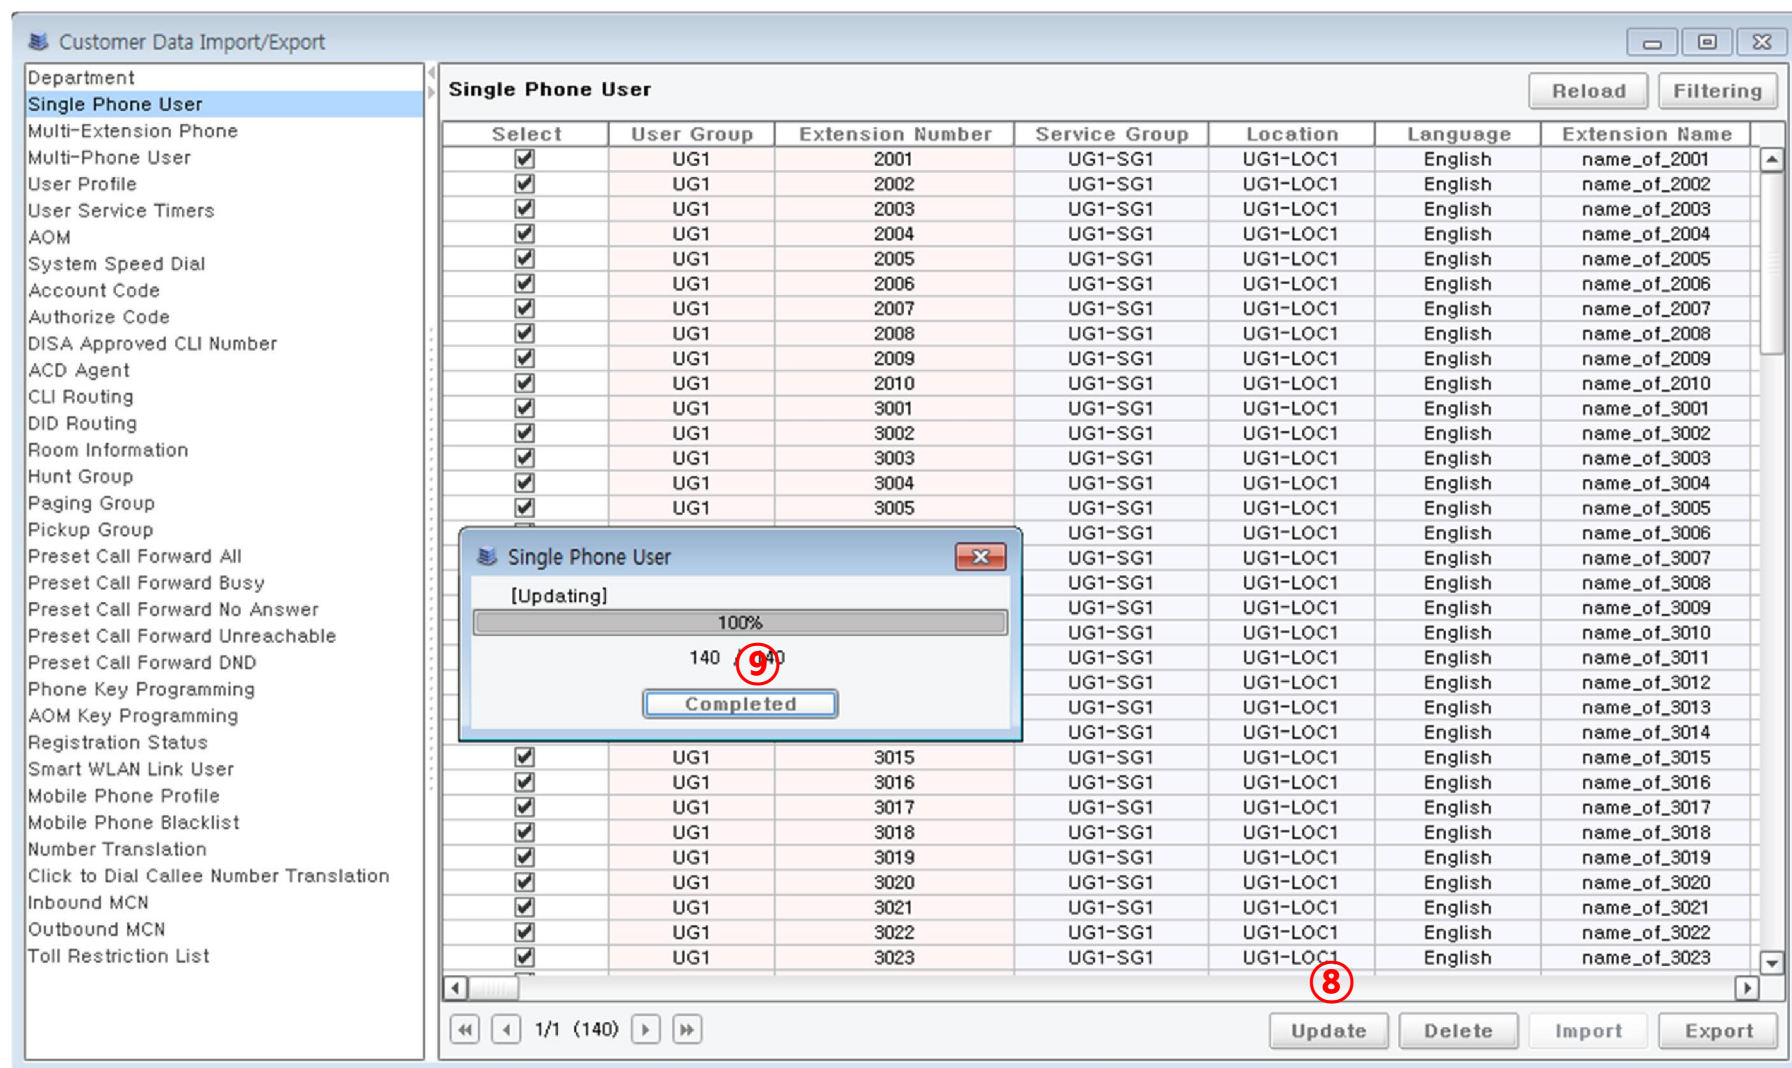 Customer Data Import/Export
Department
Single Phone User
Multi-Extension Phone
Multi-Phone User
User Profile
User Service Timers
AOM
System Speed Dial
Account Code
Authorize Code
DISA Approved CLI Number
ACD Agent
CLI Routing
DID Routing
Room Information
Hunt Group
Paging Group
Pickup Group
Preset Call Forward All
Preset Call Forward Busy
Preset Call Forward No Answer
Preset Call Forward Unreachable
Preset Call Forward DND
Phone Key Programming
AOM Key Programming
Registration Status
Smart WLAN Link User
Mobile Phone Profile
Mobile Phone Blacklist
Number Translation
Click to Dial Callee Number Translation
Inbound MCN
Outbound MCN
Toll Restriction List
Single Phone User Reload Filtering
Select User Group Extension Number Service Group Location Language Extension Name
UG1 2001 UG1-SG1 UG1-LOC1 English name_of_2001
UG1 2002 UG1-SG1 UG1-LOC1 English name_of_2002
UG1 2003 UG1-SG1 UG1-LOC1 English name_of_2003
UG1 2004 UG1-SG1 UG1-LOC1 English name_of_2004
UG1 2005 UG1-SG1 UG1-LOC1 English name_of_2005
UG1 2006 UG1-SG1 UG1-LOC1 English name_of_2006
UG1 2007 UG1-SG1 UG1-LOC1 English name_of_2007
UG1 2008 UG1-SG1 UG1-LOC1 English name_of_2008
UG1 2009 UG1-SG1 UG1-LOC1 English name_of_2009
UG1 2010 UG1-SG1 UG1-LOC1 English name_of_2010
UG1 3001 UG1-SG1 UG1-LOC1 English name_of_3001
UG1 3002 UG1-SG1 UG1-LOC1 English name_of_3002
UG1 3003 UG1-SG1 UG1-LOC1 English name_of_3003
UG1 3004 UG1-SG1 UG1-LOC1 English name_of_3004
UG1 3005 UG1-SG1 UG1-LOC1 English name_of_3005
UG1-SG1 UG1-LOC1 English name_of_3006
UG1-SG1 UG1-LOC1 English name_of_3007
UG1-SG1 UG1-LOC1 English name_of_3008
UG1-SG1 UG1-LOC1 English name_of_3009
UG1-SG1 UG1-LOC1 English name_of_3010
UG1-SG1 UG1-LOC1 English name_of_3011
UG1-SG1 UG1-LOC1 English name_of_3012
UG1-SG1 UG1-LOC1 English name_of_3013
UG1-SG1 UG1-LOC1 English name_of_3014
UG1 3015 UG1-SG1 UG1-LOC1 English name_of_3015
UG1 3016 UG1-SG1 UG1-LOC1 English name_of_3016
UG1 3017 UG1-SG1 UG1-LOC1 English name_of_3017
UG1 3018 UG1-SG1 UG1-LOC1 English name_of_3018
UG1 3019 UG1-SG1 UG1-LOC1 English name_of_3019
UG1 3020 UG1-SG1 UG1-LOC1 English name_of_3020
UG1 3021 UG1-SG1 UG1-LOC1 English name_of_3021
UG1 3022 UG1-SG1 UG1-LOC1 English name_of_3022
UG1 3023 UG1-SG1 UG1-LOC1 English name_of_3023
Single Phone User
[Updating]
100%
140 / 140
⑨
Completed
⑧
1/1 (140) Update Delete Import Export